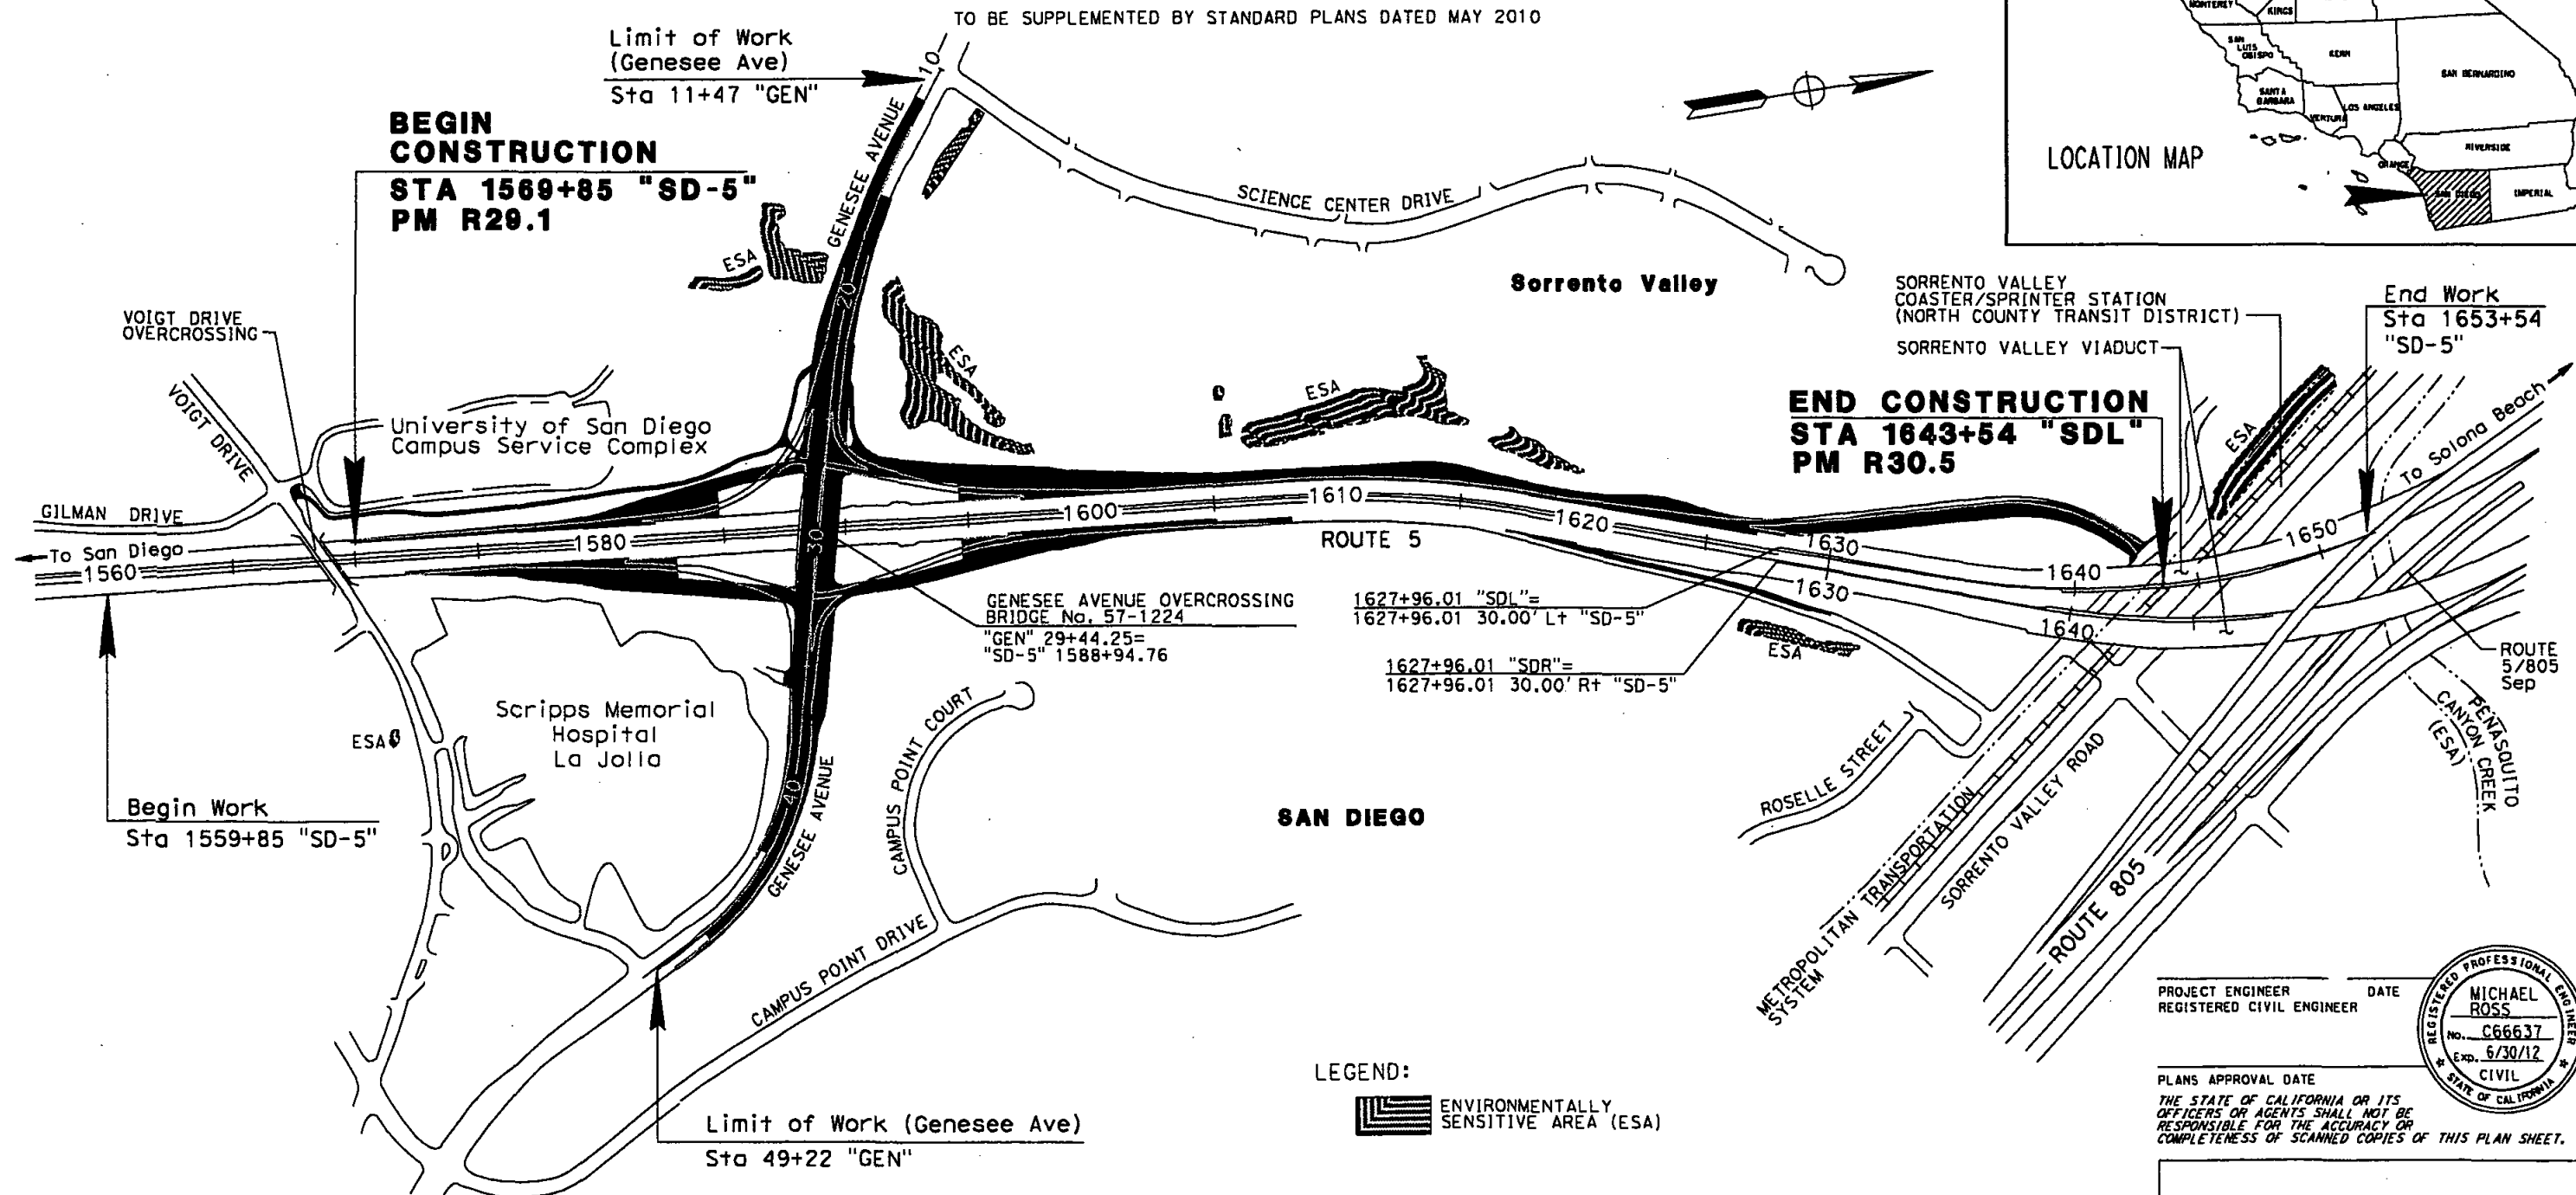 TO BE SUPPLEMENTED BY STANDARD PLANS DATED MAY 2010
Limit of Work
(Genesee Ave)
Sta 11+47 "GEN"
10
BEGIN
CONSTRUCTION
STA 1569+85 "SD-5"
PM R29.1
GENESEE AVENUE
SCIENCE CENTER DRIVE
LOCATION MAP
MONTEREY
KINGS
SAN
LUIS
OBISPO
KERN
SAN BERNARDINO
SANTA
BARBARA
VENTURA
LOS ANGELES
ORANGE
RIVERSIDE
SAN DIEGO
IMPERIAL
ESA
20
ESA
Sorrento Valley
SORRENTO VALLEY
COASTER/SPRINTER STATION
(NORTH COUNTY TRANSIT DISTRICT)
SORRENTO VALLEY VIADUCT
End Work
Sta 1653+54
"SD-5"
VOIGT DRIVE
OVERCROSSING
VOIGT DRIVE
University of San Diego
Campus Service Complex
ESA
END CONSTRUCTION
STA 1643+54 "SDL"
PM R30.5
ESA
To Solona Beach
GILMAN DRIVE
To San Diego
1560
1580
30
1600
1610
ROUTE 5
1620
1630
1630
1640
1640
1650
GENESEE AVENUE OVERCROSSING
BRIDGE No. 57-1224
"GEN" 29+44.25=
"SD-5" 1588+94.76
1627+96.01 "SDL"=
1627+96.01 30.00' Lt "SD-5"
1627+96.01 "SDR"=
1627+96.01 30.00' Rt "SD-5"
ESA
ROUTE
5/805
Sep
PENASQUITO
CANYON CREEK
(ESA)
Scripps Memorial
Hospital
La Jolla
ESA
Begin Work
Sta 1559+85 "SD-5"
40
GENESEE AVENUE
CAMPUS POINT COURT
SAN DIEGO
ROSELLE STREET
METROPOLITAN TRANSPORTATION
SYSTEM
SORRENTO VALLEY ROAD
ROUTE 805
CAMPUS POINT DRIVE
Limit of Work (Genesee Ave)
Sta 49+22 "GEN"
LEGEND:
ENVIRONMENTALLY
SENSITIVE AREA (ESA)
PROJECT ENGINEER DATE
REGISTERED CIVIL ENGINEER
REGISTERED PROFESSIONAL ENGINEER
MICHAEL
ROSS
No. C66637
Exp. 6/30/12
CIVIL
STATE OF CALIFORNIA
PLANS APPROVAL DATE
THE STATE OF CALIFORNIA OR ITS
OFFICERS OR AGENTS SHALL NOT BE
RESPONSIBLE FOR THE ACCURACY OR
COMPLETENESS OF SCANNED COPIES OF THIS PLAN SHEET.